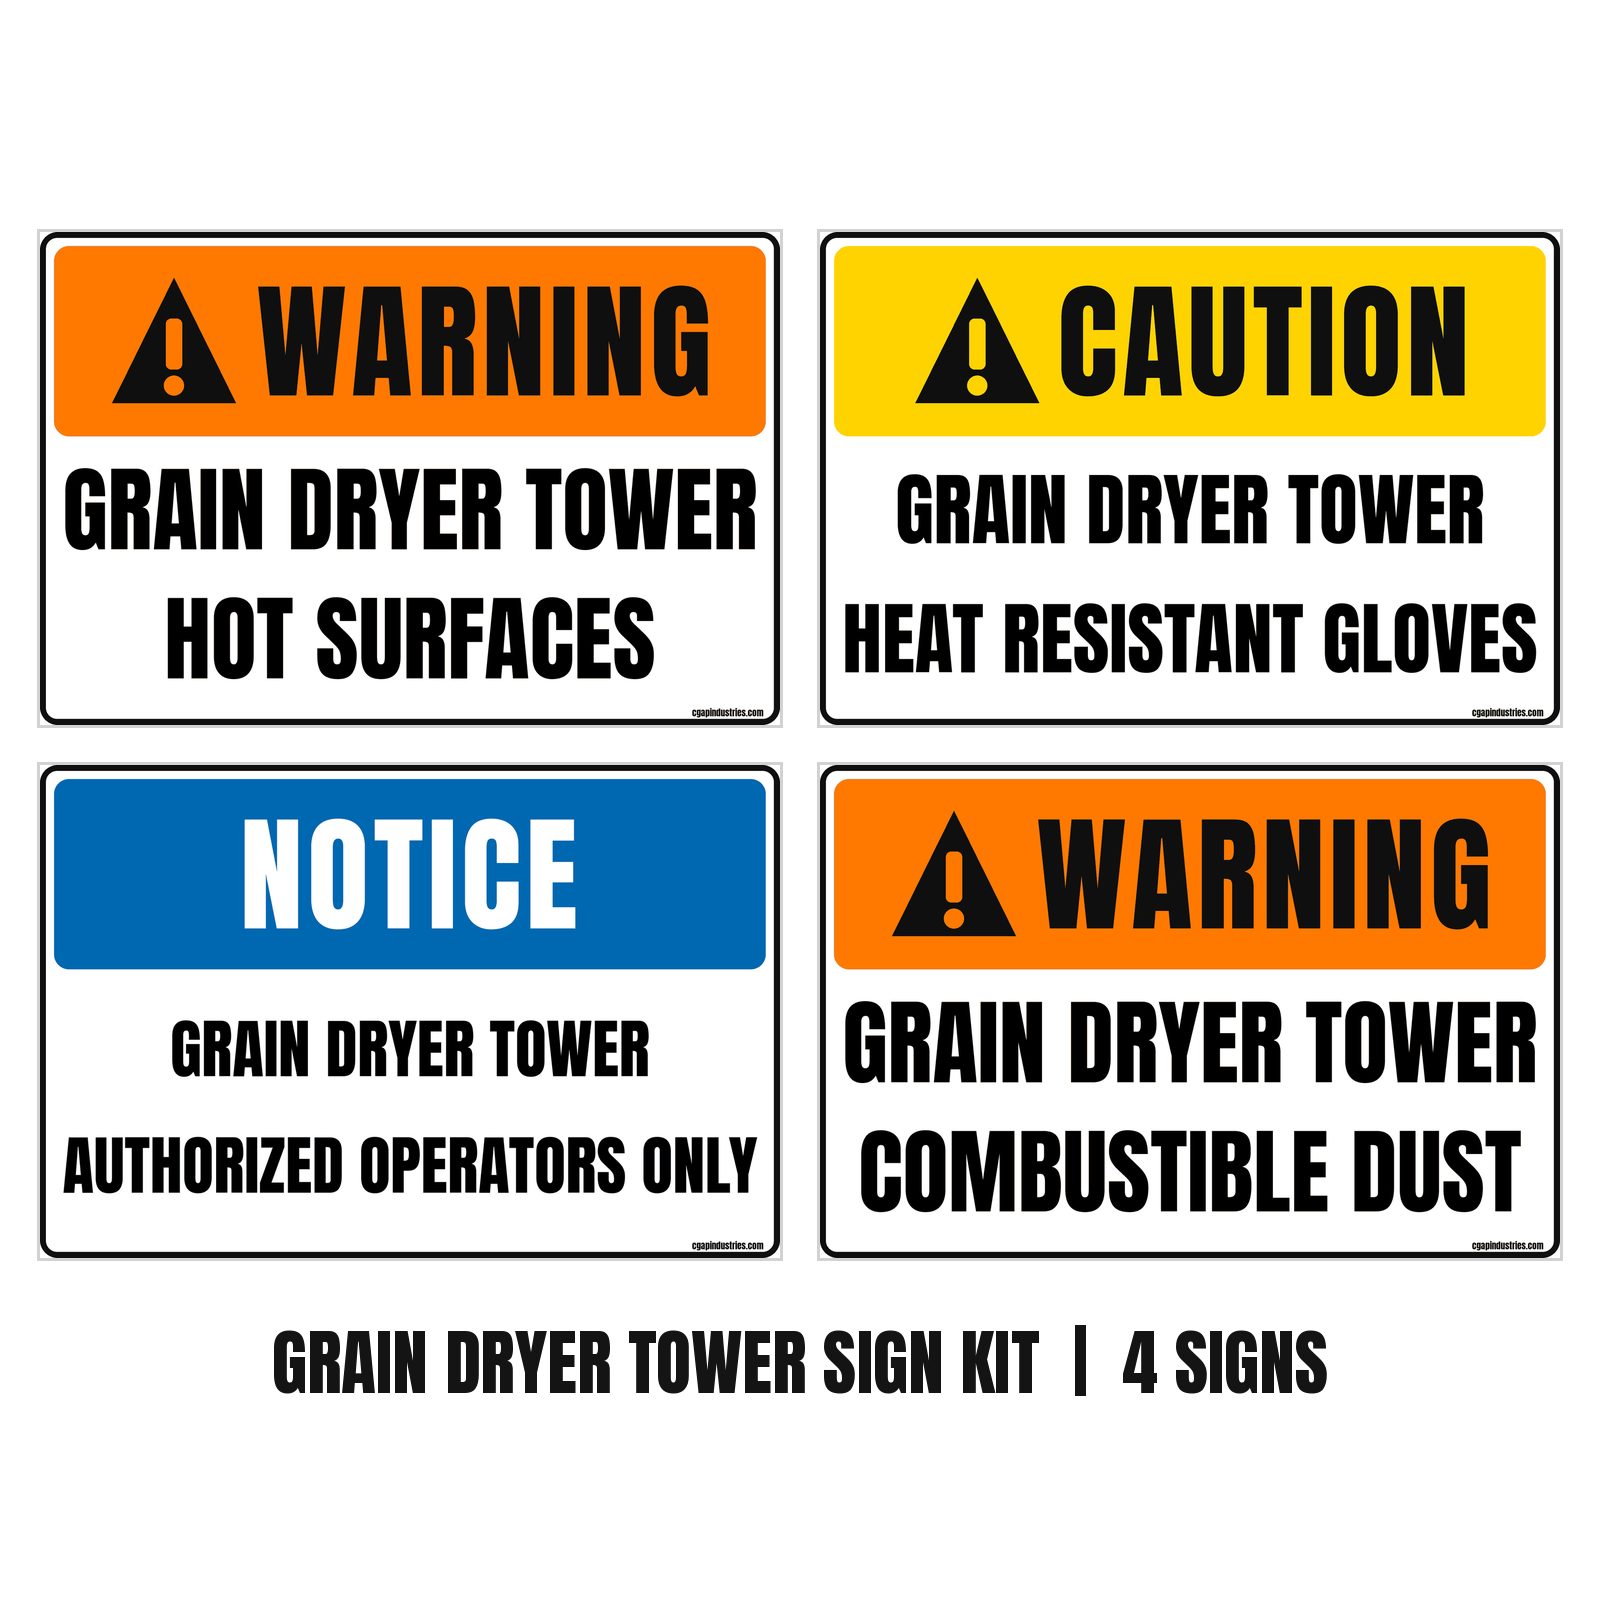 WARNING
GRAIN DRYER TOWER
HOT SURFACES
cgapindustries.com
CAUTION
GRAIN DRYER TOWER
HEAT RESISTANT GLOVES
cgapindustries.com
NOTICE
GRAIN DRYER TOWER
AUTHORIZED OPERATORS ONLY
cgapindustries.com
WARNING
GRAIN DRYER TOWER
COMBUSTIBLE DUST
cgapindustries.com
GRAIN DRYER TOWER SIGN KIT | 4 SIGNS